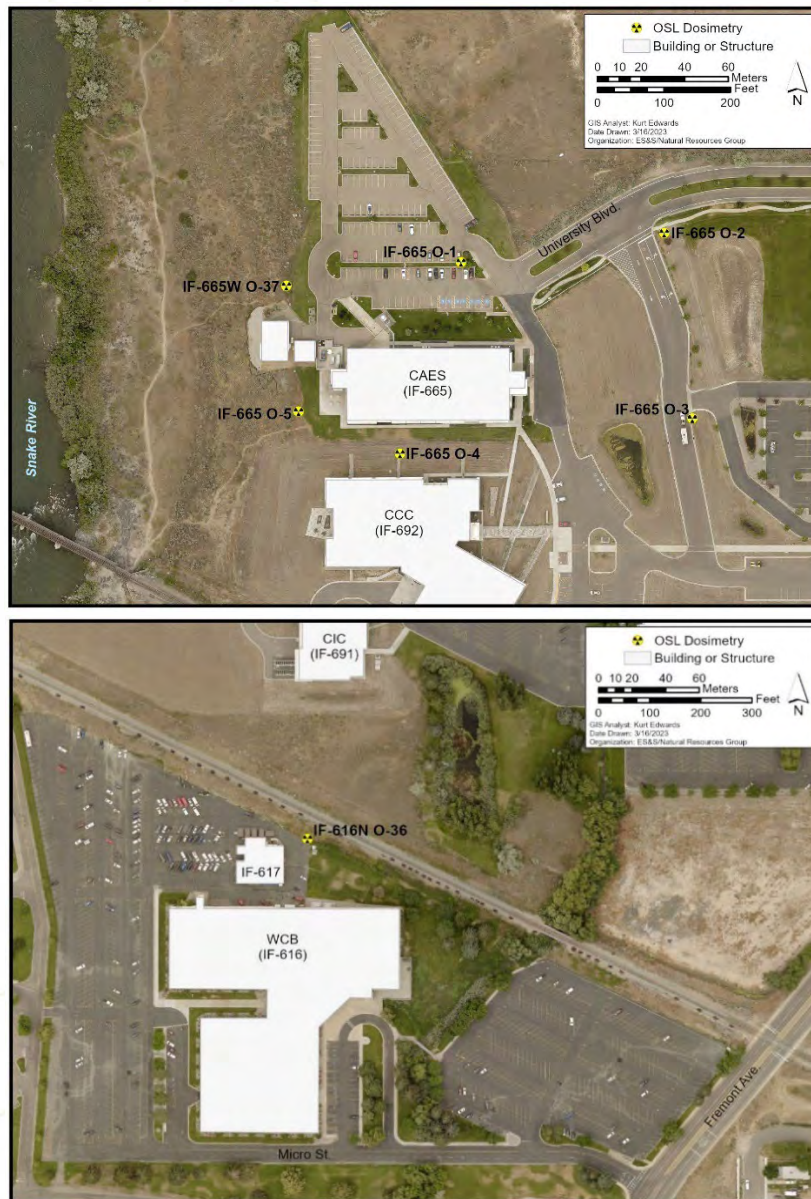 OSL Dosimetry
Building or Structure
0 10 20 40 60
Meters
Feet
0 100 200
N
GIS Analyst: Kurt Edwards
Date Drawn: 3/16/2023
Organization: ES&S/Natural Resources Group
University Blvd.
IF-665 O-2
IF-665 O-1
IF-665W O-37
CAES
(IF-665)
IF-665 O-5
IF-665 O-3
IF-665 O-4
Snake River
CCC
(IF-692)
CIC
(IF-691)
OSL Dosimetry
Building or Structure
0 10 20 40 60
Meters
Feet
0 100 200 300
N
GIS Analyst: Kurt Edwards
Date Drawn: 3/16/2023
Organization: ES&S/Natural Resources Group
IF-616N O-36
IF-617
WCB
(IF-616)
Fremont Ave.
Micro St.